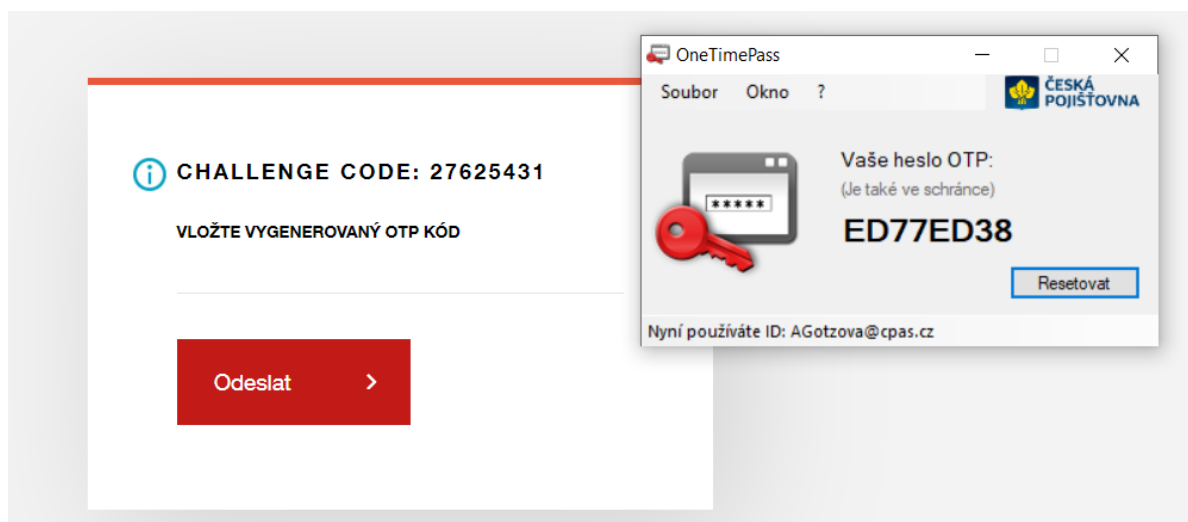 CHALLENGE CODE: 27625431
VLOŽTE VYGENEROVANÝ OTP KÓD
Odeslat
OneTimePass
Soubor Okno ?
ČESKÁ
POJIŠŤOVNA
*****
Vaše heslo OTP:
(Je také ve schránce)
ED77ED38
Resetovat
Nyní používáte ID: AGotzova@cpas.cz